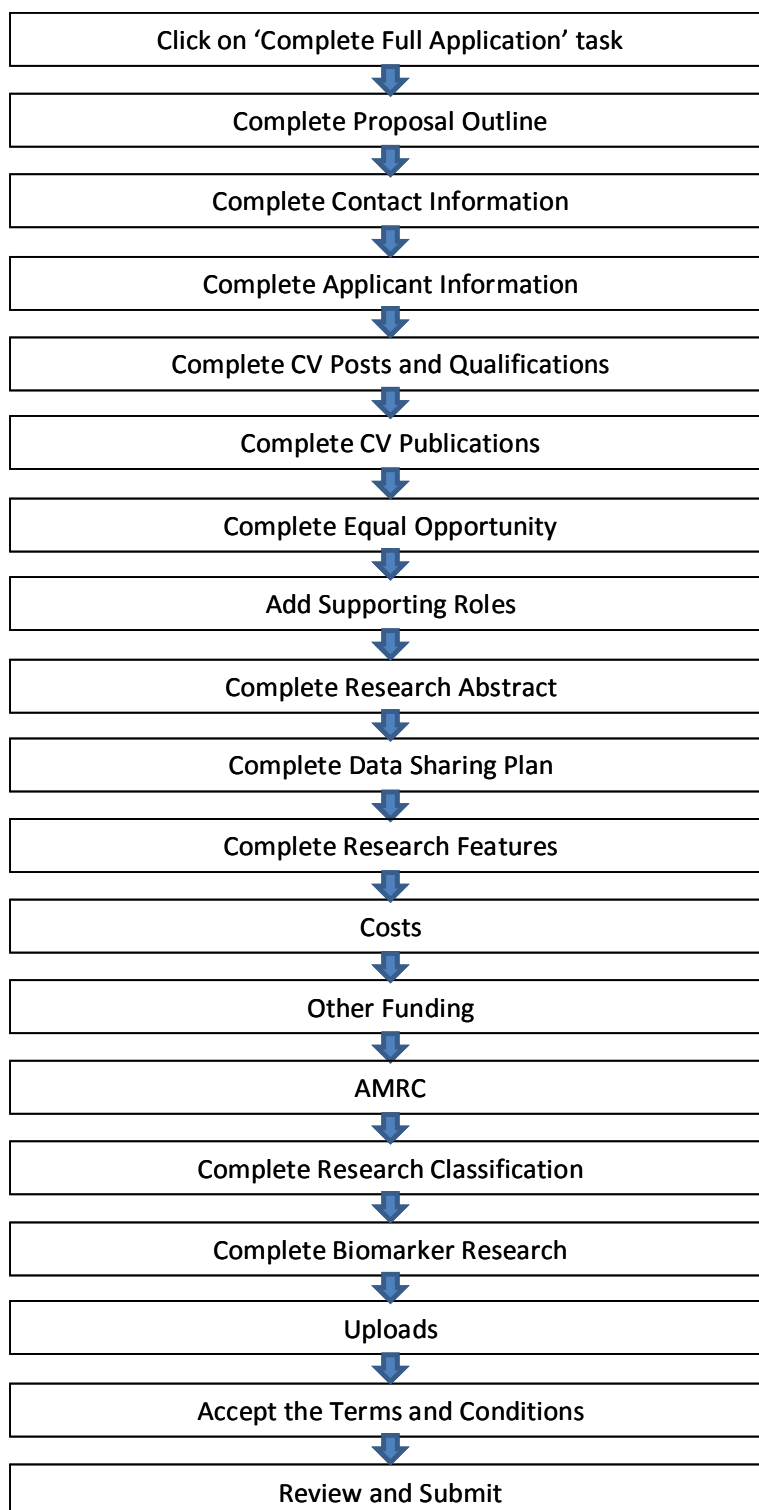 Click on ‘Complete Full Application’ task
Complete Proposal Outline
Complete Contact Information
Complete Applicant Information
Complete CV Posts and Qualifications
Complete CV Publications
Complete Equal Opportunity
Add Supporting Roles
Complete Research Abstract
Complete Data Sharing Plan
Complete Research Features
Costs
Other Funding
AMRC
Complete Research Classification
Complete Biomarker Research
Uploads
Accept the Terms and Conditions
Review and Submit